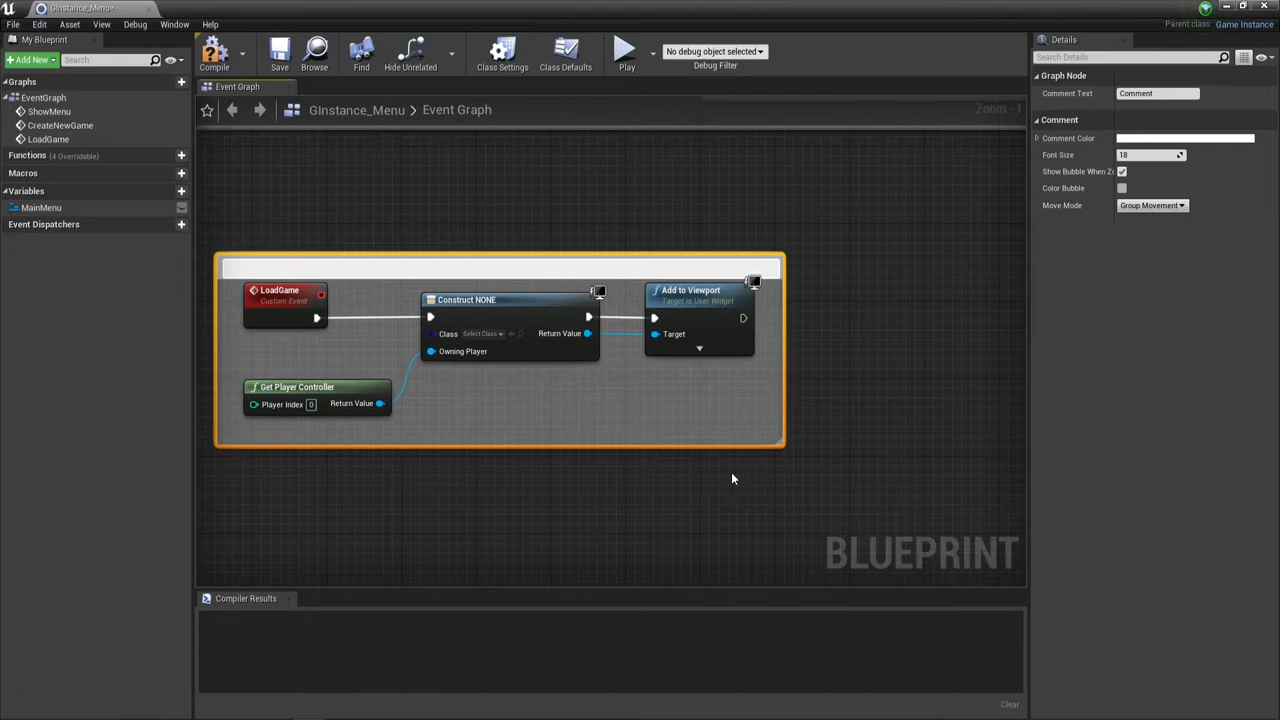 GInstance_Menu*
File Edit Asset View Debug Window Help
Parent class: Game Instance
My Blueprint
+ Add New Search
Graphs
EventGraph
ShowMenu
CreateNewGame
LoadGame
Functions (4 Overridable)
Macros
Variables
MainMenu
Event Dispatchers
Compile Save Browse Find Hide Unrelated Class Settings Class Defaults Play
No debug object selected
Debug Filter
Event Graph
GInstance_Menu > Event Graph
Zoom -1
LoadGame
Custom Event
Construct NONE
Class Select Class Return Value
Owning Player
Add to Viewport
Target is User Widget
Target
Get Player Controller
Player Index 0 Return Value
BLUEPRINT
Compiler Results
Clear
Details
Search Details
Graph Node
Comment Text Comment
Comment
Comment Color
Font Size 18
Show Bubble When Zo
Color Bubble
Move Mode Group Movement